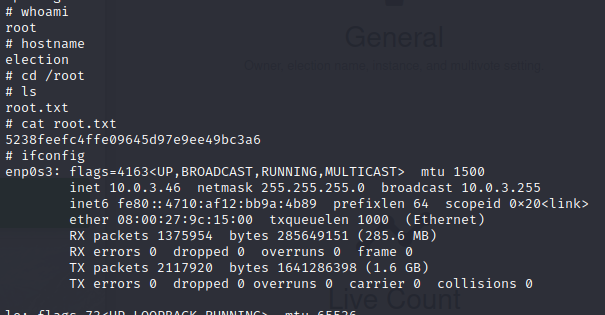 # whoami
root
# hostname
election
# cd /root
# ls
root.txt
# cat root.txt
5238feefc4ffe09645d97e9ee49bc3a6
# ifconfig
enp0s3: flags=4163<UP,BROADCAST,RUNNING,MULTICAST>  mtu 1500
inet 10.0.3.46  netmask 255.255.255.0  broadcast 10.0.3.255
inet6 fe80::4710:af12:bb9a:4b89  prefixlen 64  scopeid 0×20<link>
ether 08:00:27:9c:15:00  txqueuelen 1000  (Ethernet)
RX packets 1375954  bytes 285649151 (285.6 MB)
RX errors 0  dropped 0  overruns 0  frame 0
TX packets 2117920  bytes 1641286398 (1.6 GB)
TX errors 0  dropped 0 overruns 0  carrier 0  collisions 0
lo: flags=73<UP,LOOPBACK,RUNNING>  mtu 65536
General
Live Count